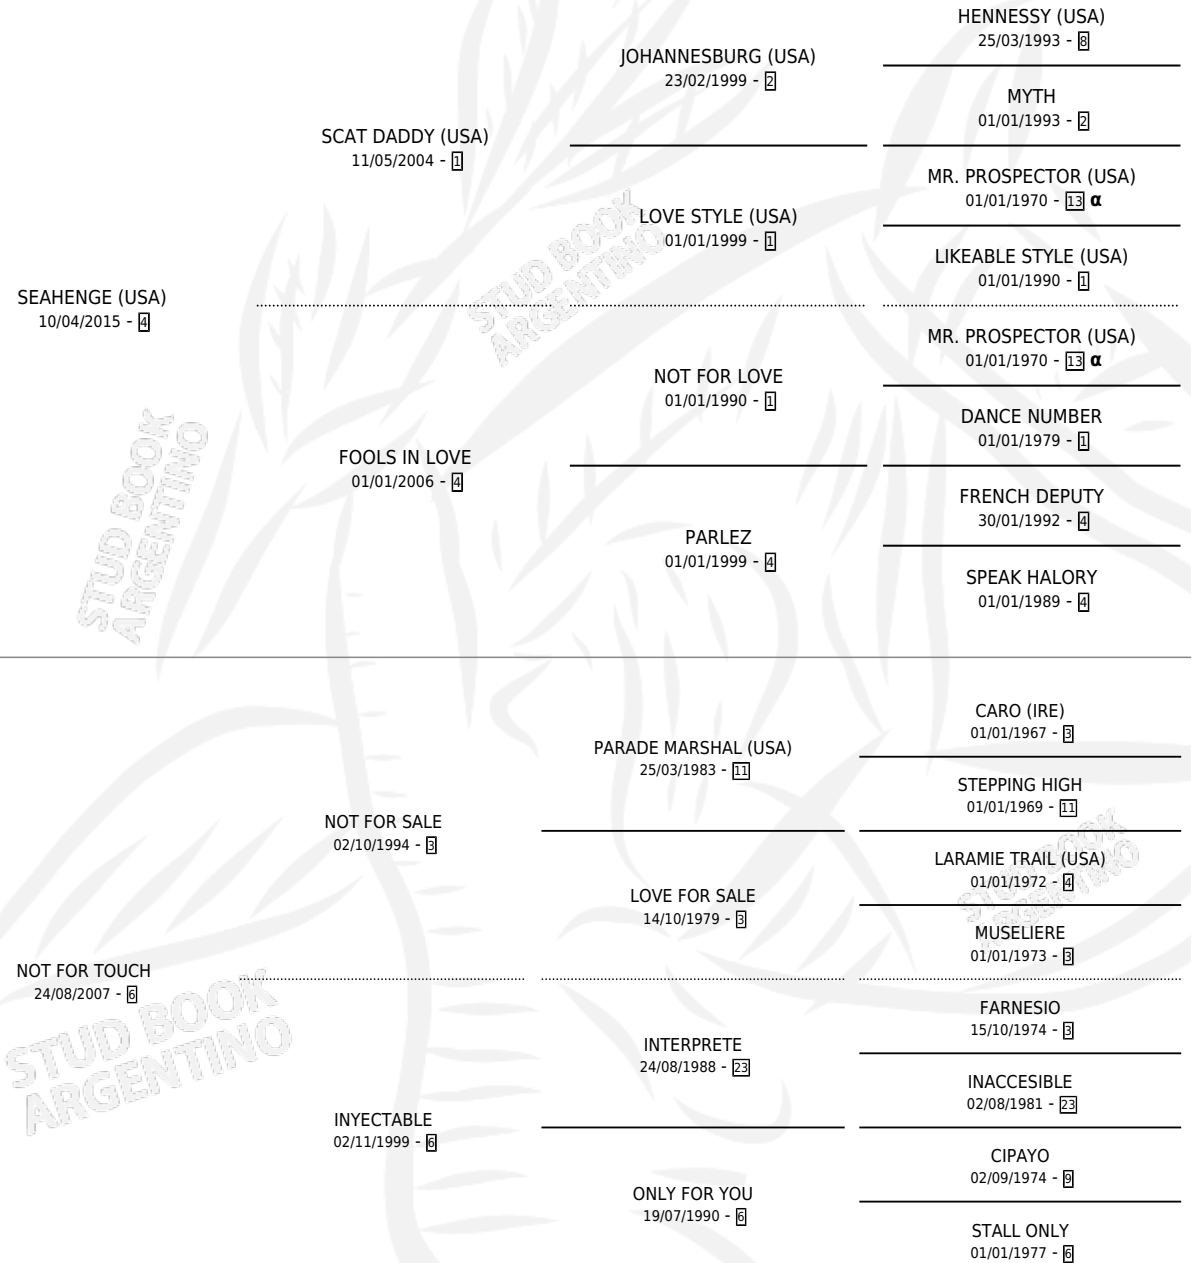 HENNESSY (USA)
25/03/1993 - 8
JOHANNESBURG (USA)
23/02/1999 - 2
MYTH
01/01/1993 - 2
SCAT DADDY (USA)
11/05/2004 - 1
MR. PROSPECTOR (USA)
01/01/1970 - 13 α
LOVE STYLE (USA)
01/01/1999 - 1
LIKEABLE STYLE (USA)
01/01/1990 - 1
SEAHENGE (USA)
10/04/2015 - 4
MR. PROSPECTOR (USA)
01/01/1970 - 13 α
NOT FOR LOVE
01/01/1990 - 1
DANCE NUMBER
01/01/1979 - 1
FOOLS IN LOVE
01/01/2006 - 4
FRENCH DEPUTY
30/01/1992 - 4
PARLEZ
01/01/1999 - 4
SPEAK HALORY
01/01/1989 - 4
CARO (IRE)
01/01/1967 - 3
PARADE MARSHAL (USA)
25/03/1983 - 11
STEPPING HIGH
01/01/1969 - 11
NOT FOR SALE
02/10/1994 - 3
LARAMIE TRAIL (USA)
01/01/1972 - 4
LOVE FOR SALE
14/10/1979 - 3
MUSELIERE
01/01/1973 - 3
NOT FOR TOUCH
24/08/2007 - 6
FARNESIO
15/10/1974 - 3
INTERPRETE
24/08/1988 - 23
INACCESIBLE
02/08/1981 - 23
INYECTABLE
02/11/1999 - 6
CIPAYO
02/09/1974 - 9
ONLY FOR YOU
19/07/1990 - 6
STALL ONLY
01/01/1977 - 6
STUD BOOK
ARGENTINO
STUD BOOK
ARGENTINO
STUD BOOK
ARGENTINO
STUD BOOK
ARGENTINO